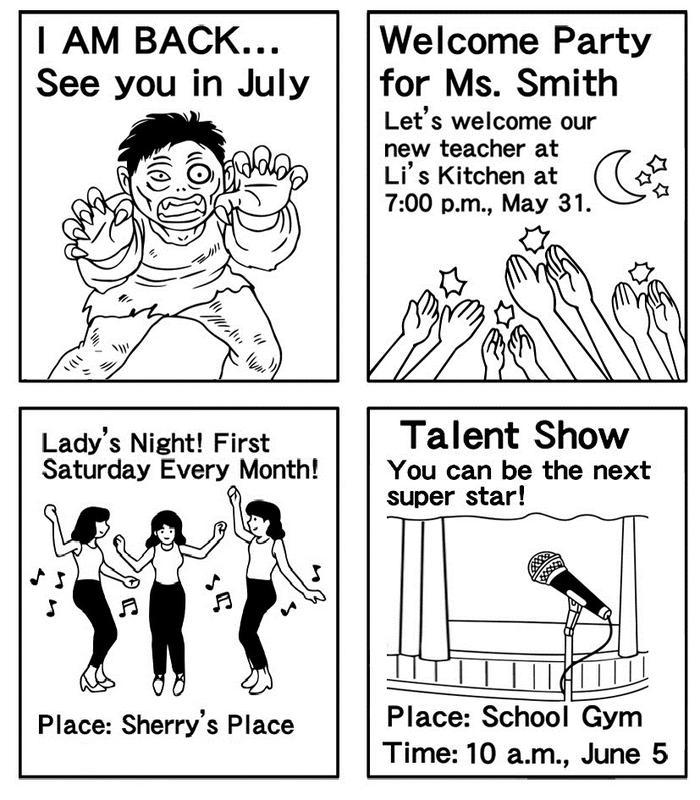 I AM BACK...
See you in July
Welcome Party
for Ms. Smith
Let's welcome our
new teacher at
Li's Kitchen at
7:00 p.m., May 31.
Lady's Night! First
Saturday Every Month!
Place: Sherry's Place
Talent Show
You can be the next
super star!
Place: School Gym
Time: 10 a.m., June 5